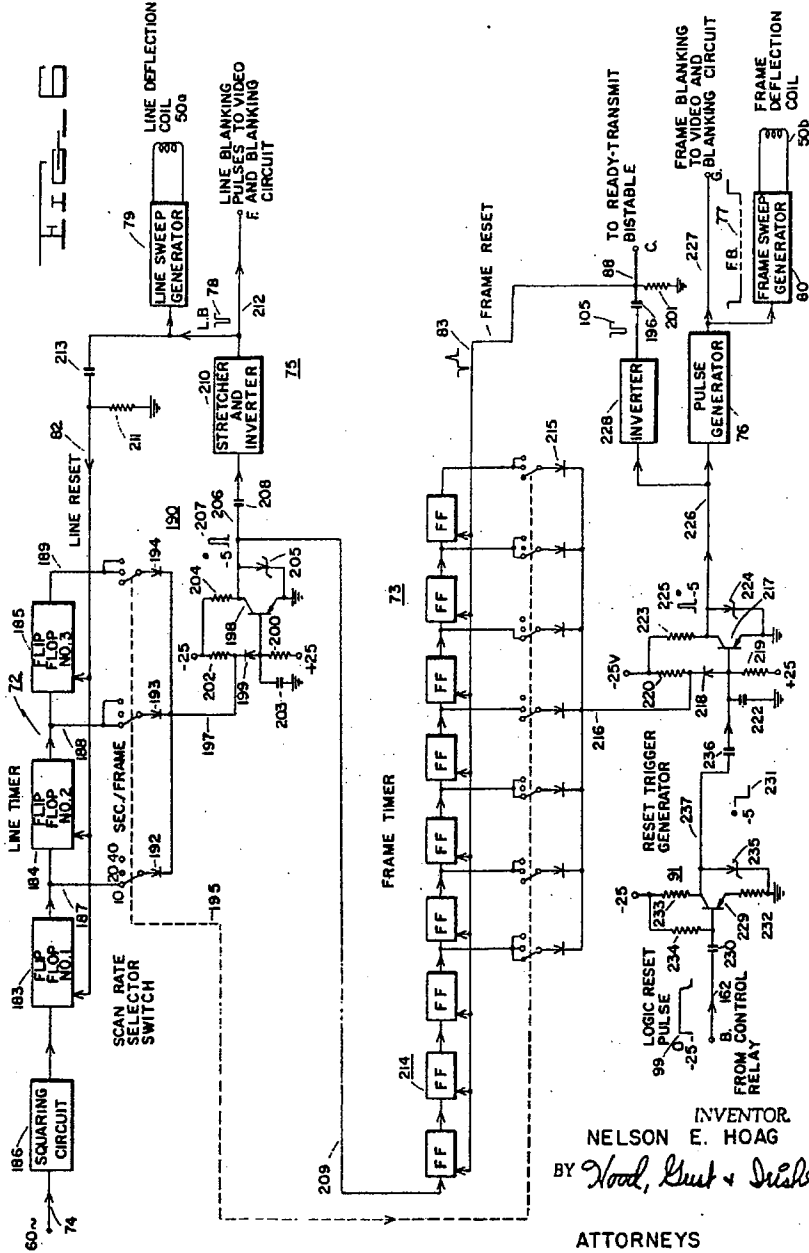 60~
74
186
SQUARING
CIRCUIT
183
FLIP
FLOP
NO.1
LINE TIMER
184
FLIP
FLOP
NO.2
72
185
FLIP
FLOP
NO.3
LINE RESET
82
213
211
187
188
189
SCAN RATE
SELECTOR
SWITCH
10 20 40 SEC/FRAME
192
193
194
190
195
197
-25
202
204
198
199
200
203
+25
-5
207
205
206
208
210
STRETCHER
AND
INVERTER
75
L.B
78
212
LINE SWEEP
GENERATOR
79
LINE DEFLECTION
COIL
50a
LINE BLANKING
PULSES TO VIDEO
F. AND BLANKING
CIRCUIT
209
FRAME TIMER
73
214
FF
FF
FF
FF
FF
FF
FF
FF
FF
83
FRAME RESET
215
216
105
228
INVERTER
196
88
201
C.
TO READY-TRANSMIT
BISTABLE
LOGIC RESET
PULSE
99
0
-25
B.
FROM CONTROL
RELAY
162
230
234
233
-25
91
229
232
235
237
RESET TRIGGER
GENERATOR
-5
231
236
222
-25V
220
218
219
+25
223
225
-5
224
217
226
PULSE
GENERATOR
76
227
FRAME BLANKING
TO VIDEO AND
BLANKING CIRCUIT
G.
F.B.
77
FRAME SWEEP
GENERATOR
80
FRAME
DEFLECTION
COIL
50b
INVENTOR.
NELSON E. HOAG
BY Hood, Gust &
ATTORNEYS